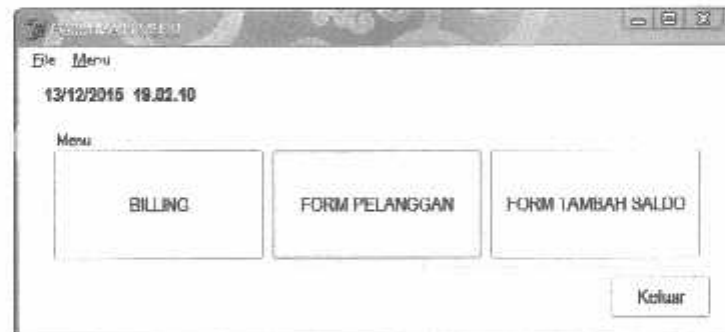 File Menu
13/12/2015 19.02.10
Menu
BILLING
FORM PELANGGAN
FORM TAMBAH SALDO
Keluar